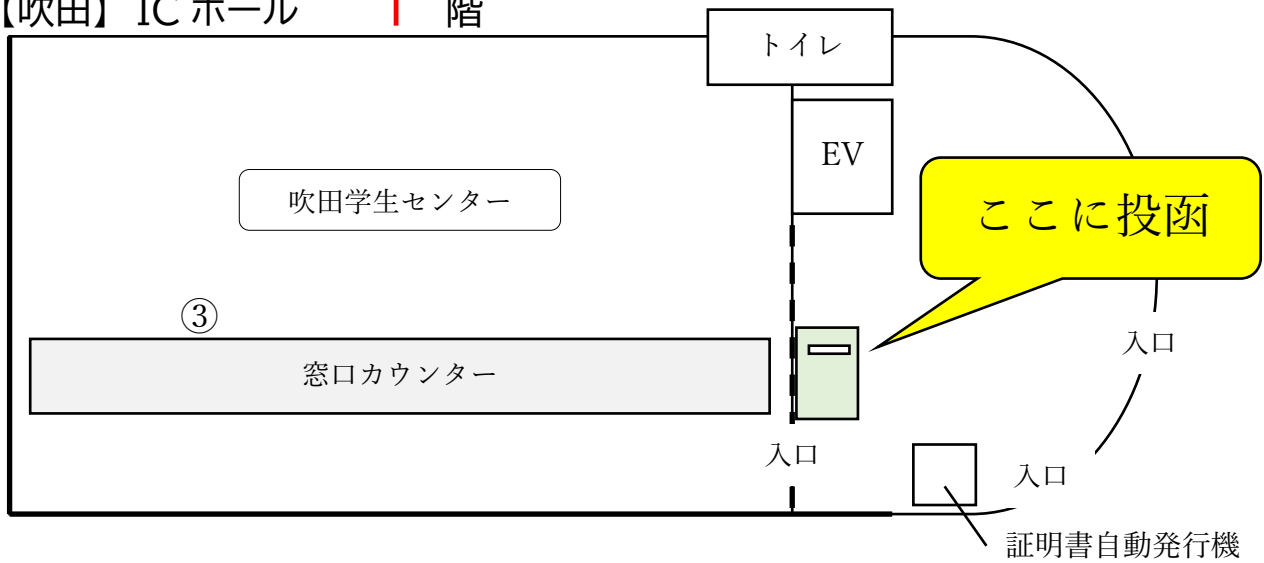 【吹田】 IC ホール 1 階
トイレ
EV
吹田学生センター
ここに投函
③
入口
窓口カウンター
入口
入口
証明書自動発行機